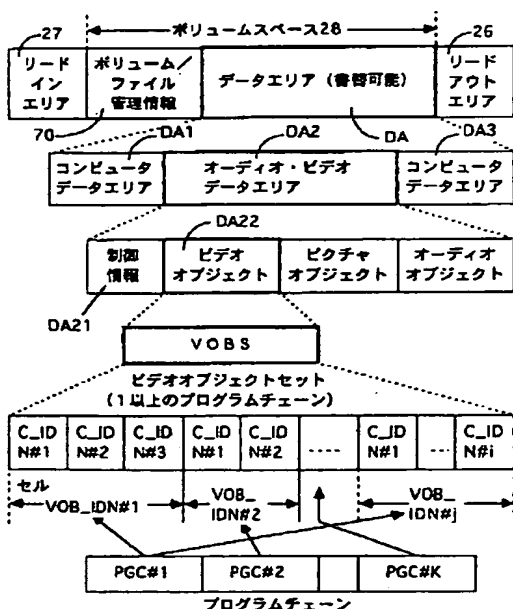 27
ボリュームスペース28
26
リード
イン
エリア
ボリューム／
ファイル
管理情報
データエリア (書替可能)
リード
アウト
エリア
70
DA1
DA2
DA
DA3
コンピュータ
データエリア
オーディオ・ビデオ
データエリア
コンピュータ
データエリア
DA22
制御
情報
ビデオ
オブジェクト
ピクチャ
オブジェクト
オーディオ
オブジェクト
DA21
VOBS
ビデオオブジェクトセット
(1以上のプログラムチェーン)
C_ID
N#1
C_ID
N#2
C_ID
N#3
C_ID
N#1
C_ID
N#2
-----
C_ID
N#1
...
C_ID
N#i
セル
VOB_IDN#1
VOB_
IDN#2
VOB_
IDN#j
PGC#1
PGC#2
PGC#K
プログラムチェーン